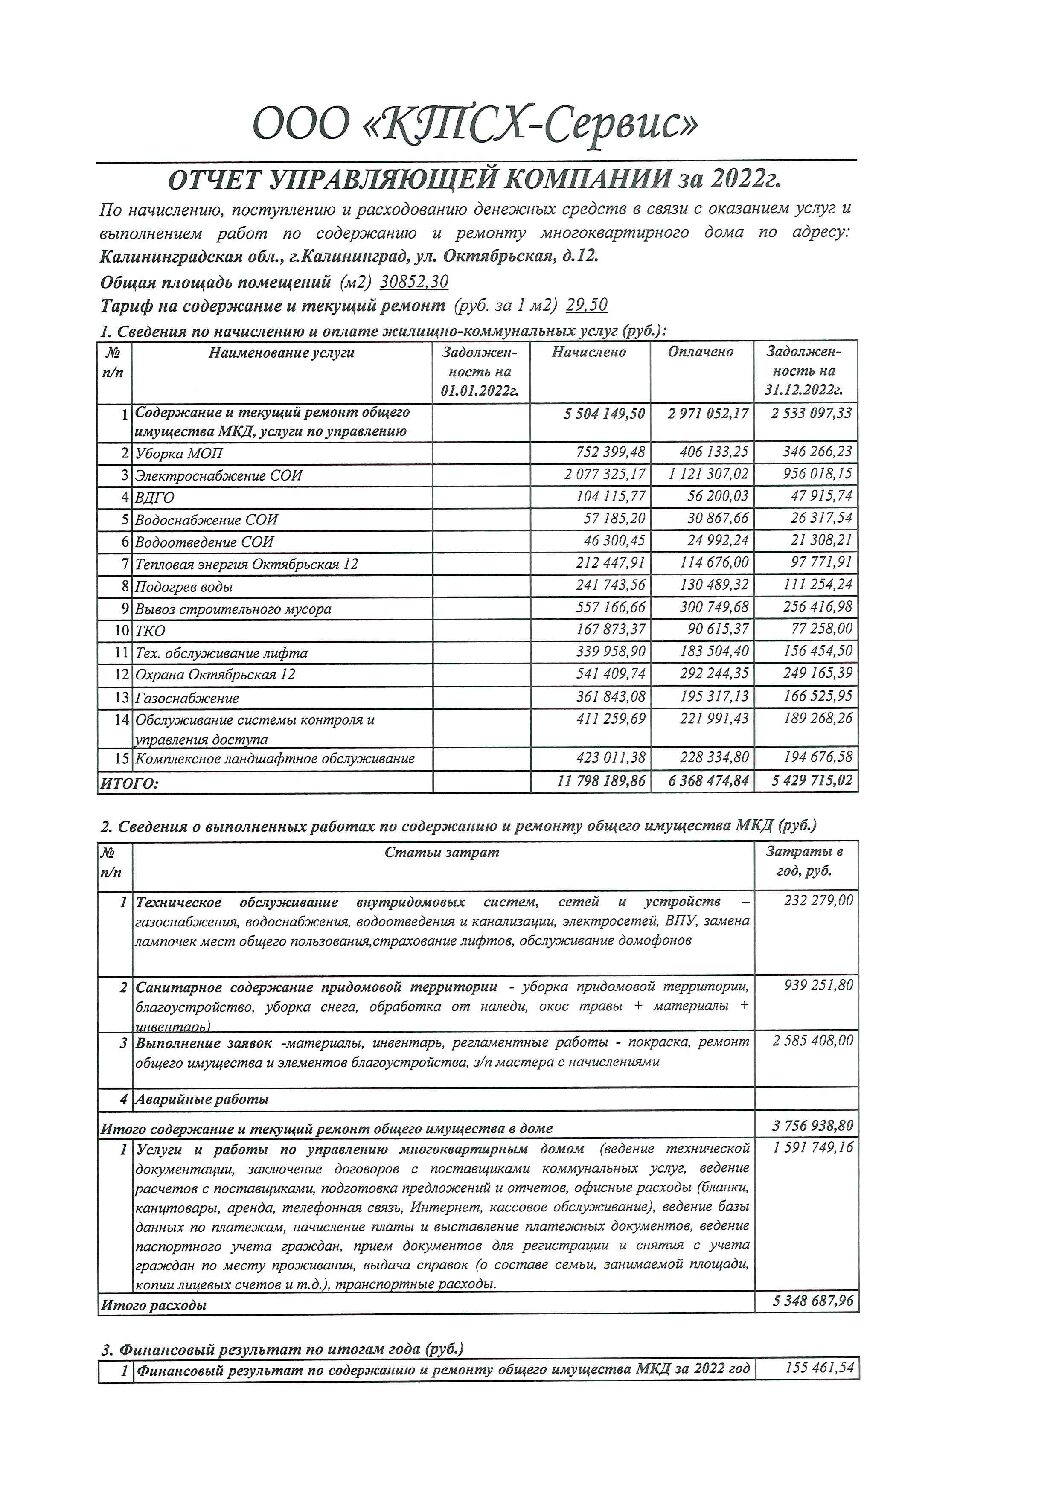 ООО «КТСХ-Сервис»
ОТЧЕТ УПРАВЛЯЮЩЕЙ КОМПАНИИ за 2022г.
По начислению, поступлению и расходованию денежных средств в связи с оказанием услуг и
выполнением работ по содержанию и ремонту многоквартирного дома по адресу:
Калининградская обл., г.Калининград, ул. Октябрьская, д.12.
Общая площадь помещений (м2) 30852,30
Тариф на содержание и текущий ремонт (руб. за 1 м2) 29,50
1. Сведения по начислению и оплате жилищно-коммунальных услуг (руб.):
№ п/п Наименование услуги Задолжен-ность на 01.01.2022г. Начислено Оплачено Задолжен-ность на 31.12.2022г.
1 Содержание и текущий ремонт общего имущества МКД, услуги по управлению 5 504 149,50 2 971 052,17 2 533 097,33
2 Уборка МОП 752 399,48 406 133,25 346 266,23
3 Электроснабжение СОИ 2 077 325,17 1 121 307,02 956 018,15
4 ВДГО 104 115,77 56 200,03 47 915,74
5 Водоснабжение СОИ 57 185,20 30 867,66 26 317,54
6 Водоотведение СОИ 46 300,45 24 992,24 21 308,21
7 Тепловая энергия Октябрьская 12 212 447,91 114 676,00 97 771,91
8 Подогрев воды 241 743,56 130 489,32 111 254,24
9 Вывоз строительного мусора 557 166,66 300 749,68 256 416,98
10 ТКО 167 873,37 90 615,37 77 258,00
11 Тех. обслуживание лифта 339 958,90 183 504,40 156 454,50
12 Охрана Октябрьская 12 541 409,74 292 244,35 249 165,39
13 Газоснабжение 361 843,08 195 317,13 166 525,95
14 Обслуживание системы контроля и управления доступа 411 259,69 221 991,43 189 268,26
15 Комплексное ландшафтное обслуживание 423 011,38 228 334,80 194 676,58
ИТОГО: 11 798 189,86 6 368 474,84 5 429 715,02
2. Сведения о выполненных работах по содержанию и ремонту общего имущества МКД (руб.)
№ п/п Статьи затрат Затраты в год, руб.
1 Техническое обслуживание внутридомовых систем, сетей и устройств – 232 279,00
газоснабжения, водоснабжения, водоотведения и канализации, электросетей, ВПУ, замена
лампочек мест общего пользования,страхование лифтов, обслуживание домофонов
2 Санитарное содержание придомовой территории - уборка придомовой территории, 939 251,80
благоустройство, уборка снега, обработка от наледи, окос травы + материалы +
инвентарь)
3 Выполнение заявок -материалы, инвентарь, регламентные работы - покраска, ремонт 2 585 408,00
общего имущества и элементов благоустройства, з/п мастера с начислениями
4 Аварийные работы
Итого содержание и текущий ремонт общего имущества в доме 3 756 938,80
1 Услуги и работы по управлению многоквартирным домом (ведение технической 1 591 749,16
документации, заключение договоров с поставщиками коммунальных услуг, ведение
расчетов с поставщиками, подготовка предложений и отчетов, офисные расходы (бланки,
канцтовары, аренда, телефонная связь, Интернет, кассовое обслуживание), ведение базы
данных по платежам, начисление платы и выставление платежных документов, ведение
паспортного учета граждан, прием документов для регистрации и снятия с учета
граждан по месту проживания, выдача справок (о составе семьи, занимаемой площади,
копии лицевых счетов и т.д.), транспортные расходы.
Итого расходы 5 348 687,96
3. Финансовый результат по итогам года (руб.)
1 Финансовый результат по содержанию и ремонту общего имущества МКД за 2022 год 155 461,54